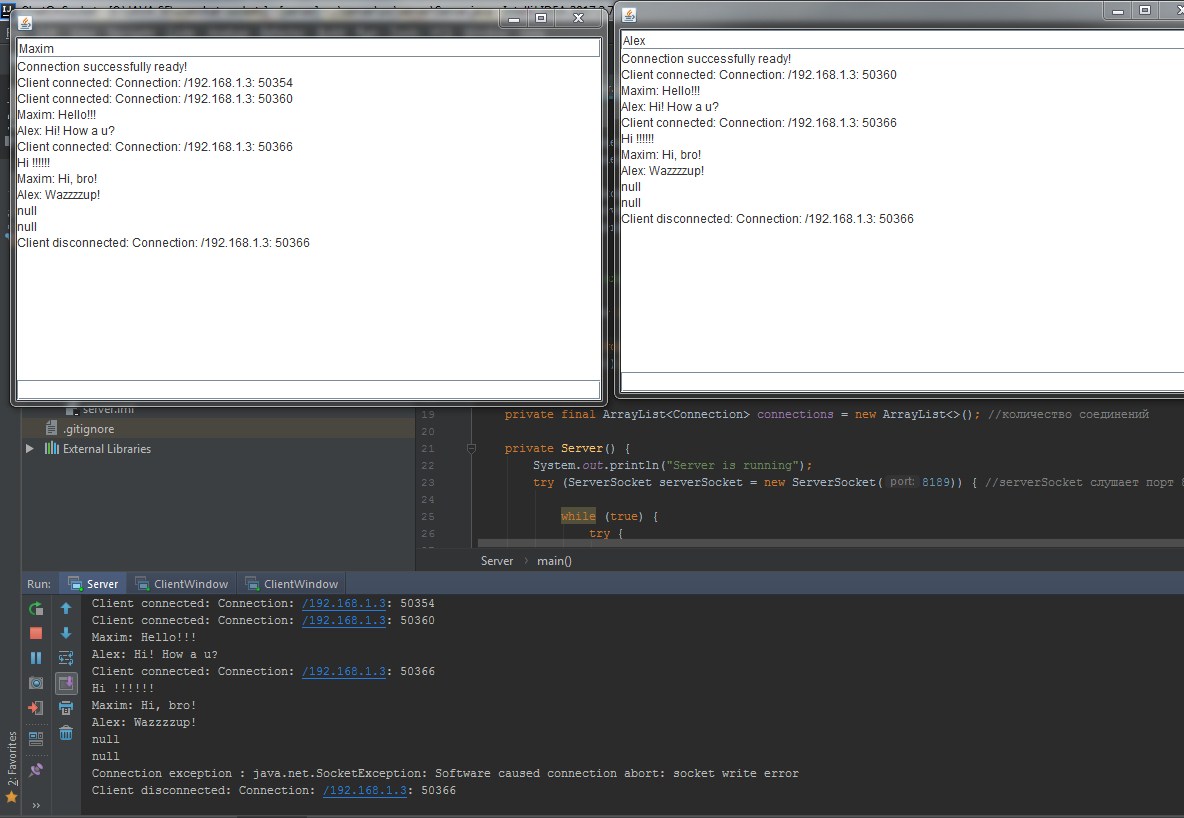 Maxim
Connection successfully ready!
Client connected: Connection: /192.168.1.3: 50354
Client connected: Connection: /192.168.1.3: 50360
Maxim: Hello!!!
Alex: Hi! How a u?
Client connected: Connection: /192.168.1.3: 50366
Hi !!!!!!
Maxim: Hi, bro!
Alex: Wazzzzup!
null
null
Client disconnected: Connection: /192.168.1.3: 50366
Alex
Connection successfully ready!
Client connected: Connection: /192.168.1.3: 50360
Maxim: Hello!!!
Alex: Hi! How a u?
Client connected: Connection: /192.168.1.3: 50366
Hi !!!!!!
Maxim: Hi, bro!
Alex: Wazzzzup!
null
null
Client disconnected: Connection: /192.168.1.3: 50366
server.iml
.gitignore
External Libraries
19 private final ArrayList<Connection> connections = new ArrayList<>(); //количество соединений
20
21 private Server() {
22 System.out.println("Server is running");
23 try (ServerSocket serverSocket = new ServerSocket( port: 8189)) { //serverSocket слушает порт
24
25 while (true) {
26 try {
Server › main()
Run: Server ClientWindow ClientWindow
Client connected: Connection: /192.168.1.3: 50354
Client connected: Connection: /192.168.1.3: 50360
Maxim: Hello!!!
Alex: Hi! How a u?
Client connected: Connection: /192.168.1.3: 50366
Hi !!!!!!
Maxim: Hi, bro!
Alex: Wazzzzup!
null
null
Connection exception : java.net.SocketException: Software caused connection abort: socket write error
Client disconnected: Connection: /192.168.1.3: 50366
2: Favorites